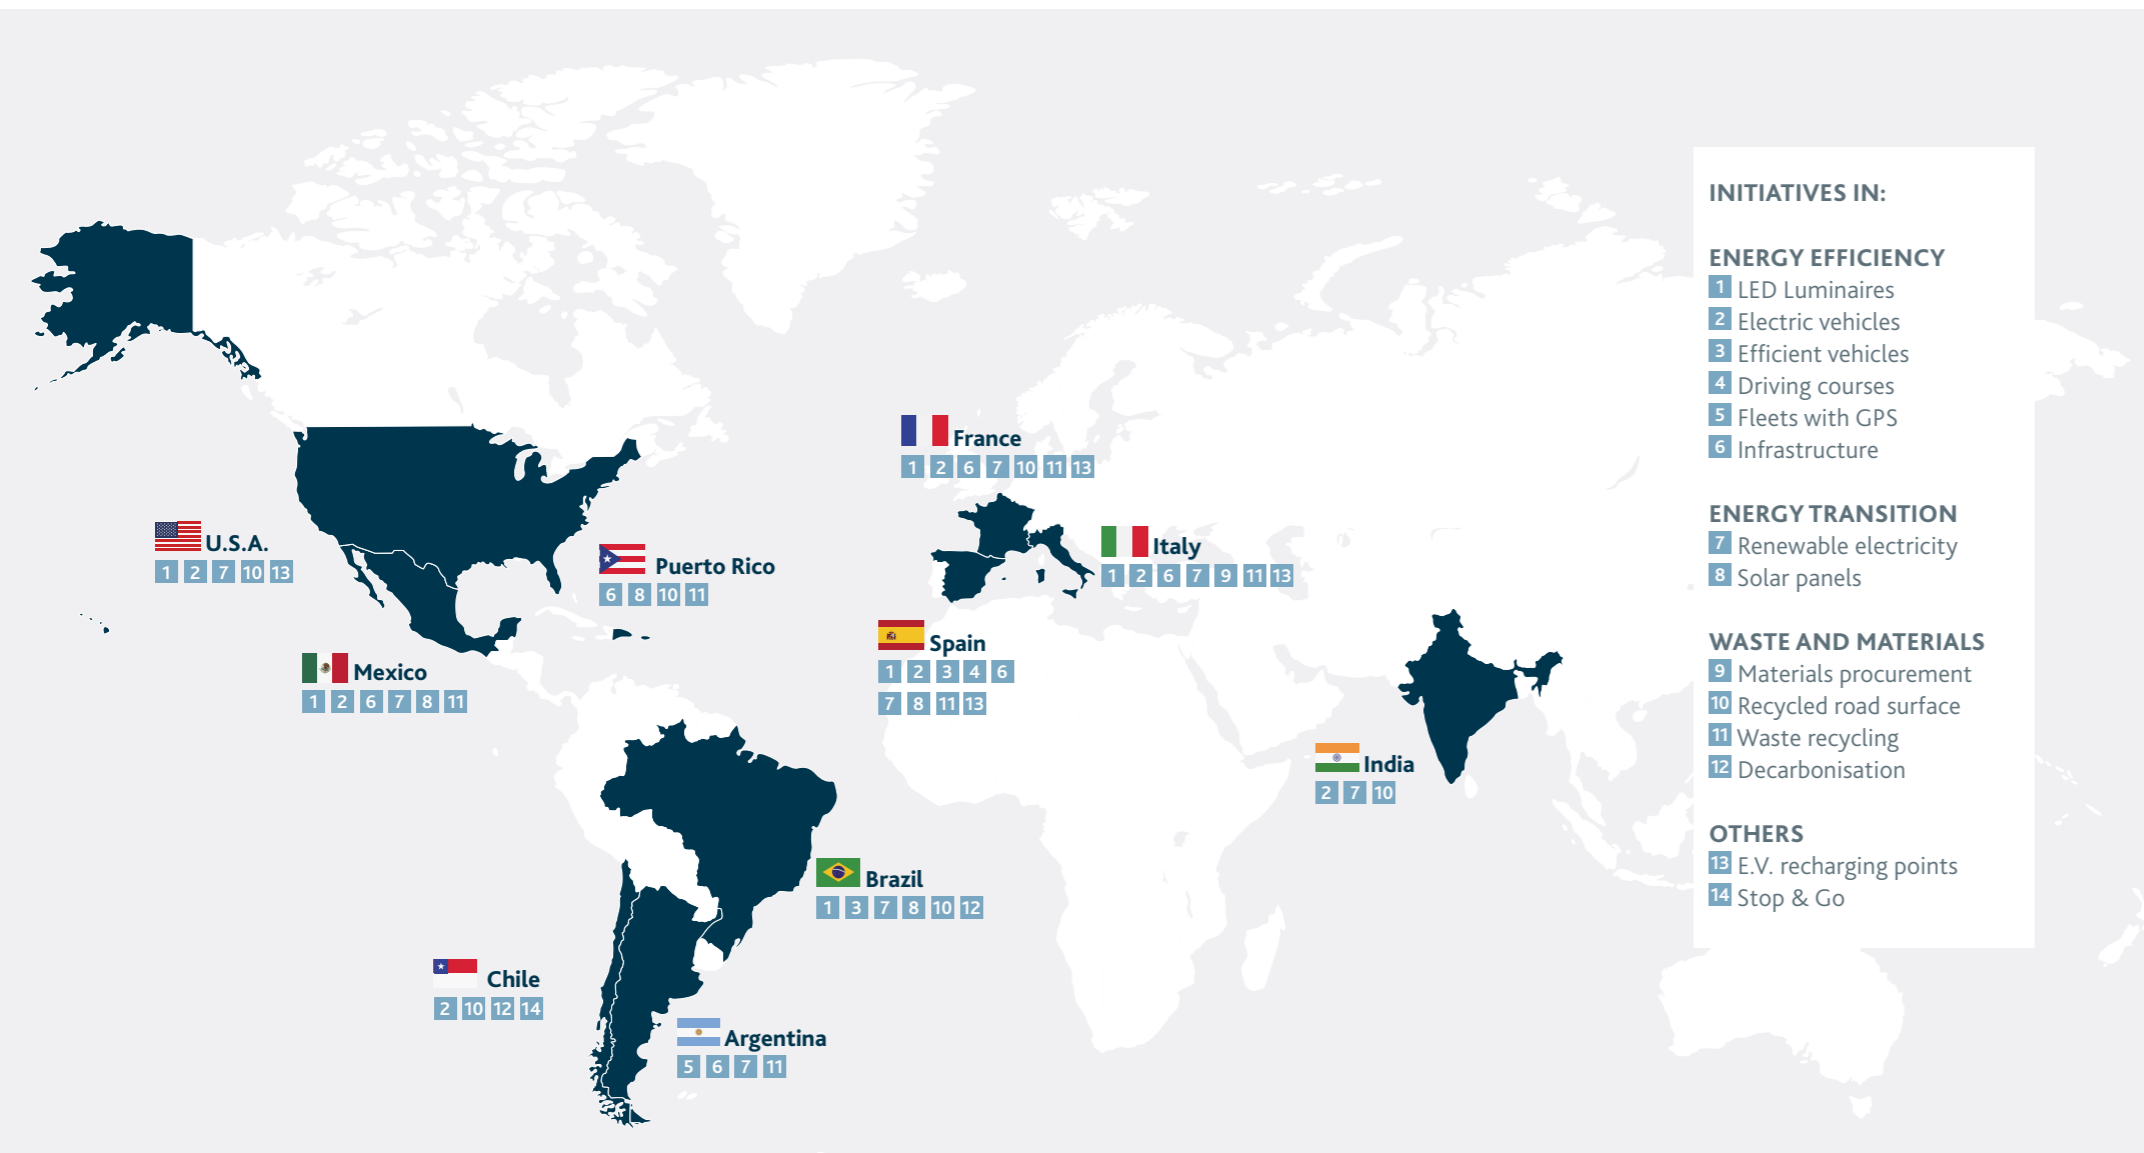 INITIATIVES IN:
ENERGY EFFICIENCY
1 LED Luminaires
2 Electric vehicles
3 Efficient vehicles
4 Driving courses
5 Fleets with GPS
6 Infrastructure
ENERGY TRANSITION
7 Renewable electricity
8 Solar panels
WASTE AND MATERIALS
9 Materials procurement
10 Recycled road surface
11 Waste recycling
12 Decarbonisation
OTHERS
13 E.V. recharging points
14 Stop & Go
France
1 2 6 7 10 11 13
U.S.A.
1 2 7 10 13
Puerto Rico
6 8 10 11
Italy
1 2 6 7 9 11 13
Mexico
1 2 6 7 8 11
Spain
1 2 3 4 6
7 8 11 13
India
2 7 10
Brazil
1 3 7 8 10 12
Chile
2 10 12 14
Argentina
5 6 7 11